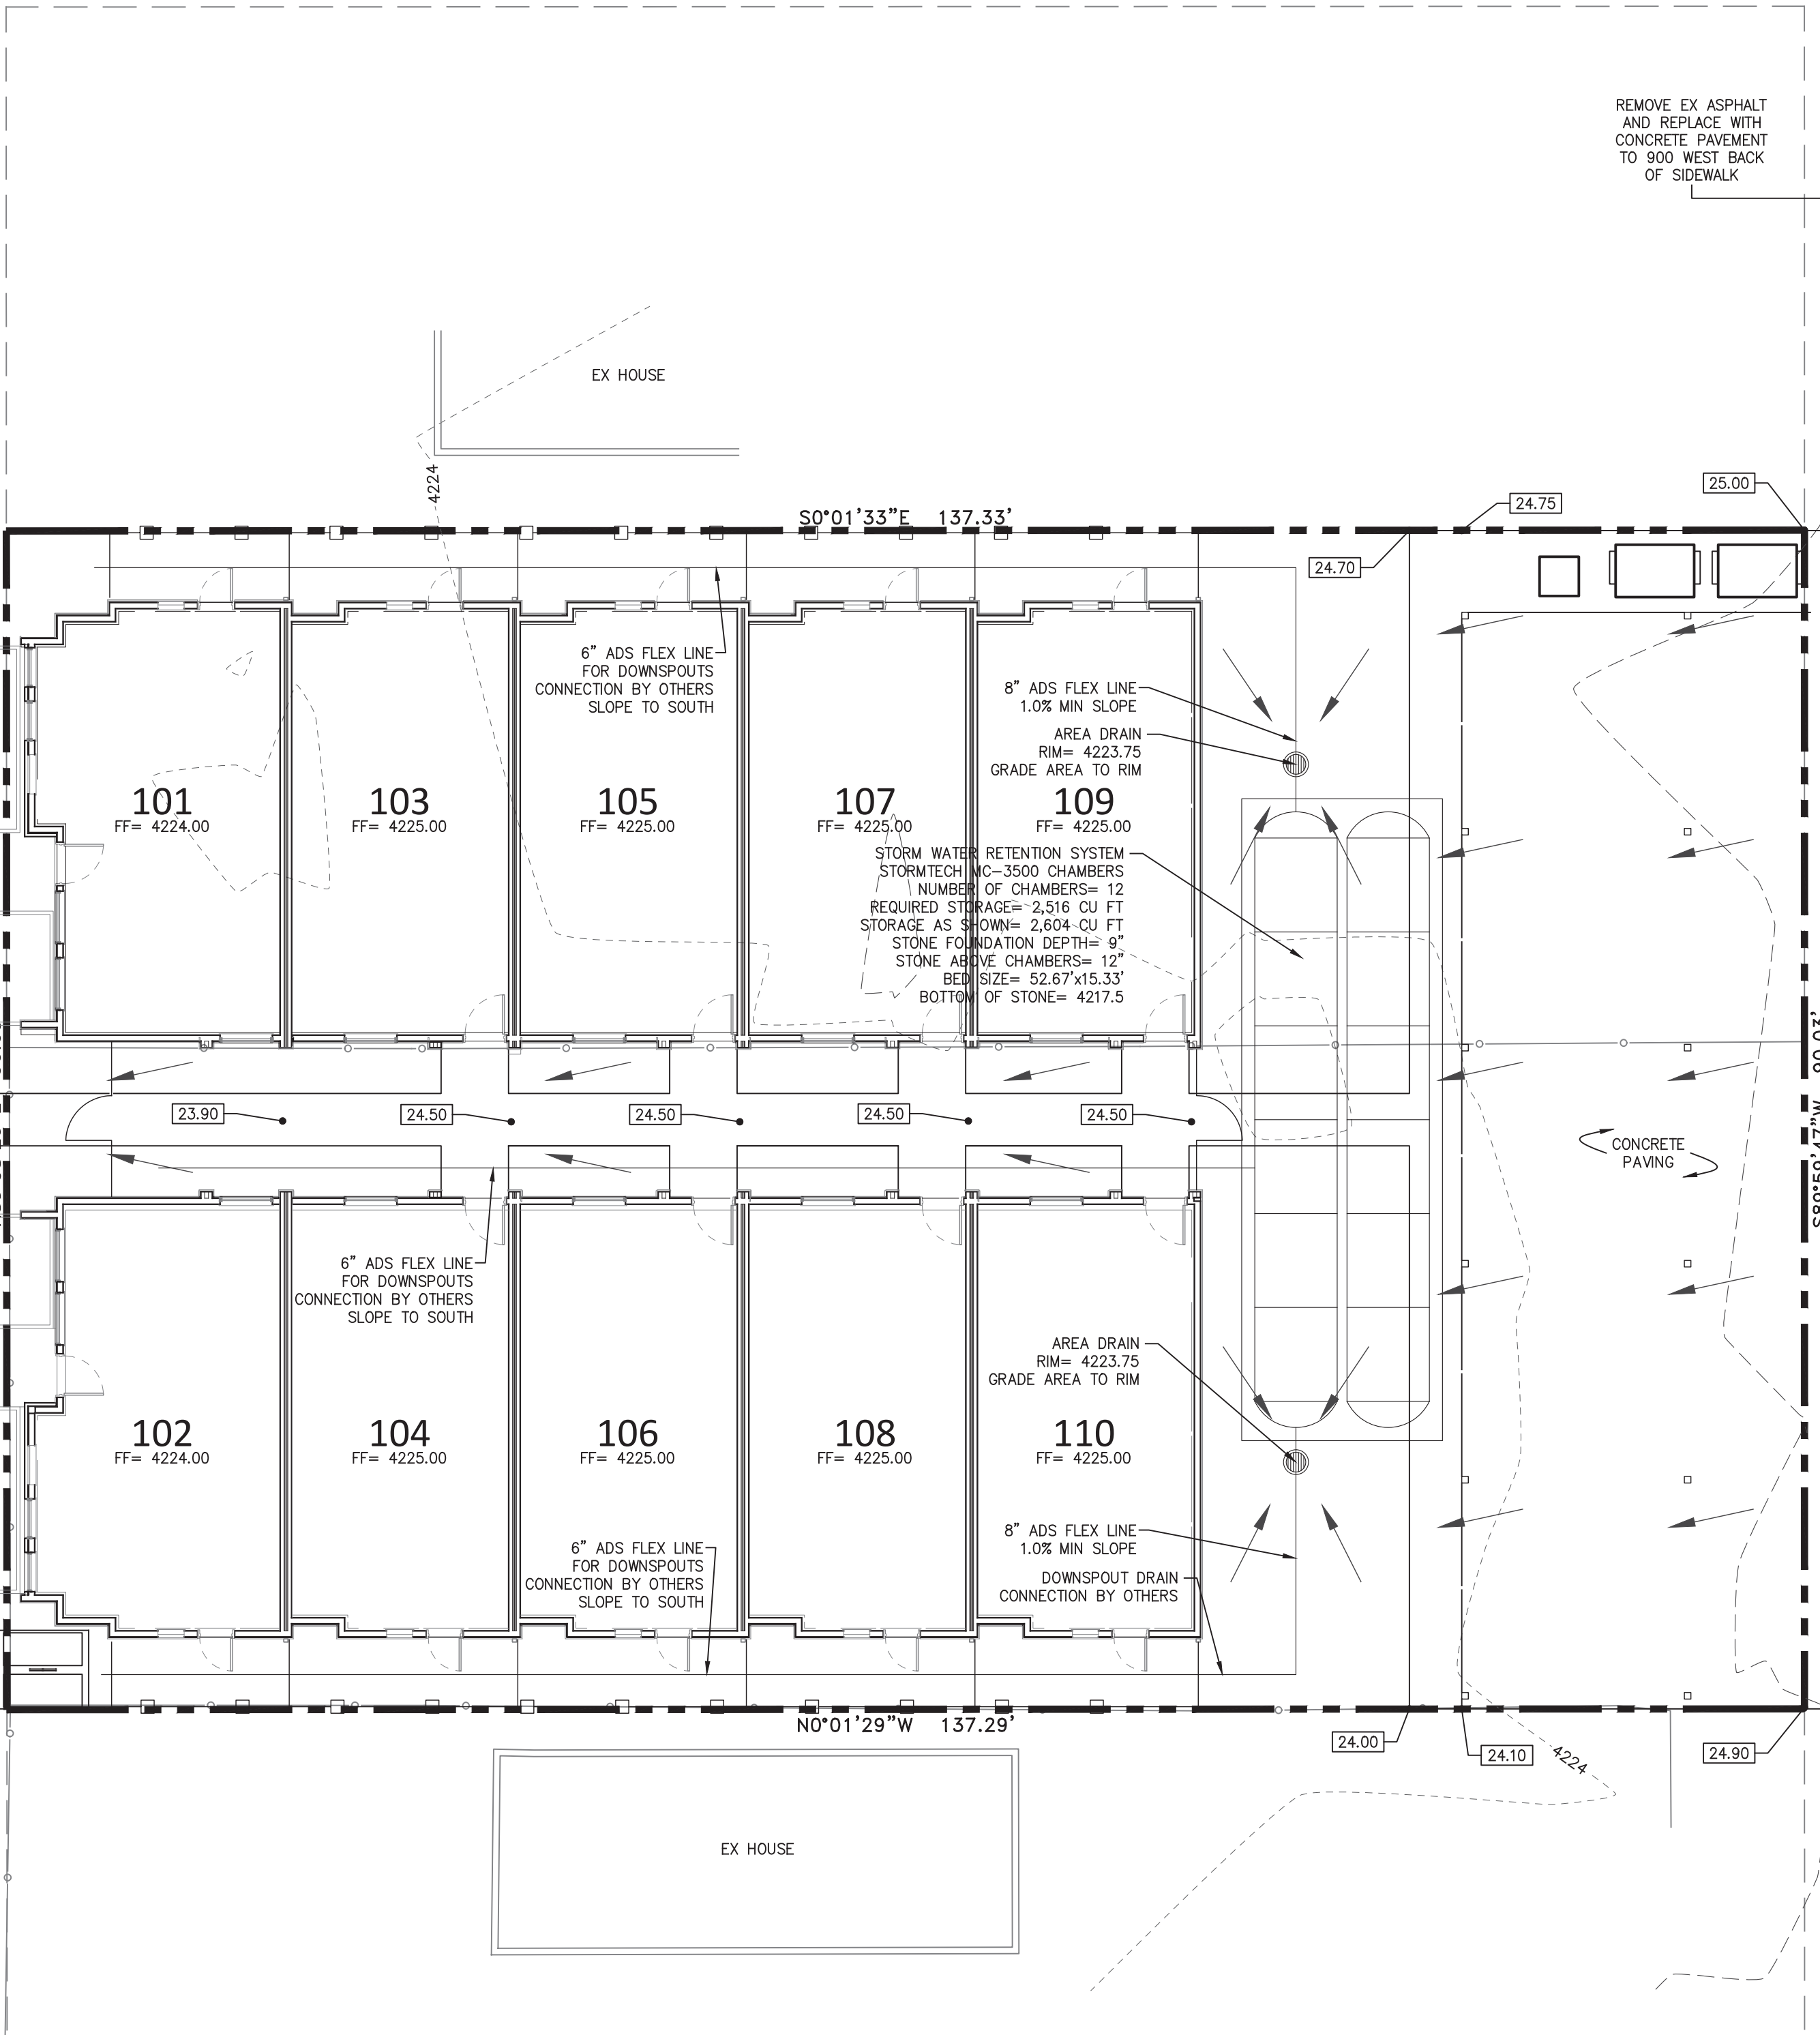 REMOVE EX ASPHALT
AND REPLACE WITH
CONCRETE PAVEMENT
TO 900 WEST BACK
OF SIDEWALK
EX HOUSE
4224
S0°01'33"E 137.33'
24.75
25.00
24.70
6" ADS FLEX LINE
FOR DOWNSPOUTS
CONNECTION BY OTHERS
SLOPE TO SOUTH
8" ADS FLEX LINE
1.0% MIN SLOPE
AREA DRAIN
RIM= 4223.75
GRADE AREA TO RIM
101
FF= 4224.00
103
FF= 4225.00
105
FF= 4225.00
107
FF= 4225.00
109
FF= 4225.00
STORM WATER RETENTION SYSTEM
STORMTECH MC-3500 CHAMBERS
NUMBER OF CHAMBERS= 12
REQUIRED STORAGE= 2,516 CU FT
STORAGE AS SHOWN= 2,604 CU FT
STONE FOUNDATION DEPTH= 9"
STONE ABOVE CHAMBERS= 12"
BED SIZE= 52.67'x15.33'
BOTTOM OF STONE= 4217.5
23.90
24.50
24.50
24.50
24.50
CONCRETE
PAVING
S89°59'47"W 90.03'
6" ADS FLEX LINE
FOR DOWNSPOUTS
CONNECTION BY OTHERS
SLOPE TO SOUTH
AREA DRAIN
RIM= 4223.75
GRADE AREA TO RIM
102
FF= 4224.00
104
FF= 4225.00
106
FF= 4225.00
108
FF= 4225.00
110
FF= 4225.00
6" ADS FLEX LINE
FOR DOWNSPOUTS
CONNECTION BY OTHERS
SLOPE TO SOUTH
8" ADS FLEX LINE
1.0% MIN SLOPE
DOWNSPOUT DRAIN
CONNECTION BY OTHERS
N0°01'29"W 137.29'
24.00
24.10
4224
24.90
EX HOUSE